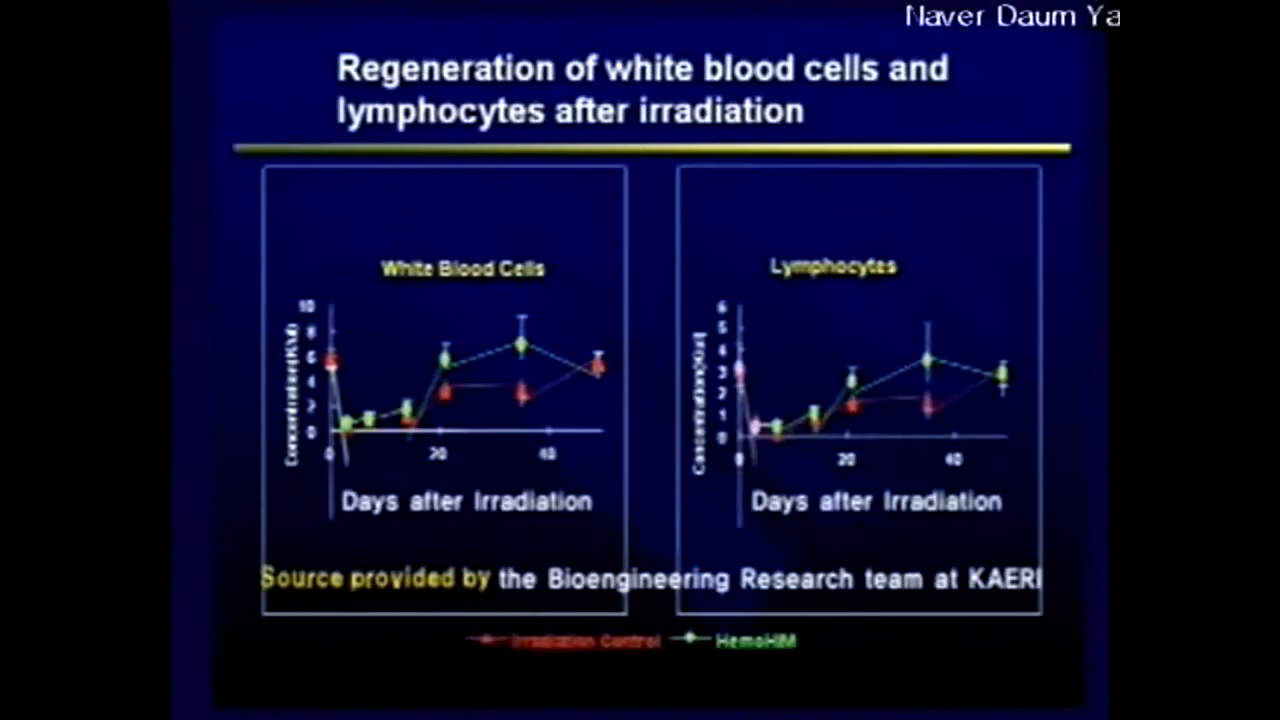 Naver Daum Ya
Regeneration of white blood cells and
lymphocytes after irradiation
White Blood Cells
10
8
6
4
2
0
0 20 40
Days after Irradiation
Lymphocytes
6
5
4
3
2
1
0
0 20 40
Days after Irradiation
Source provided by the Bioengineering Research team at KAERI
Irradiation Control HemoHIM